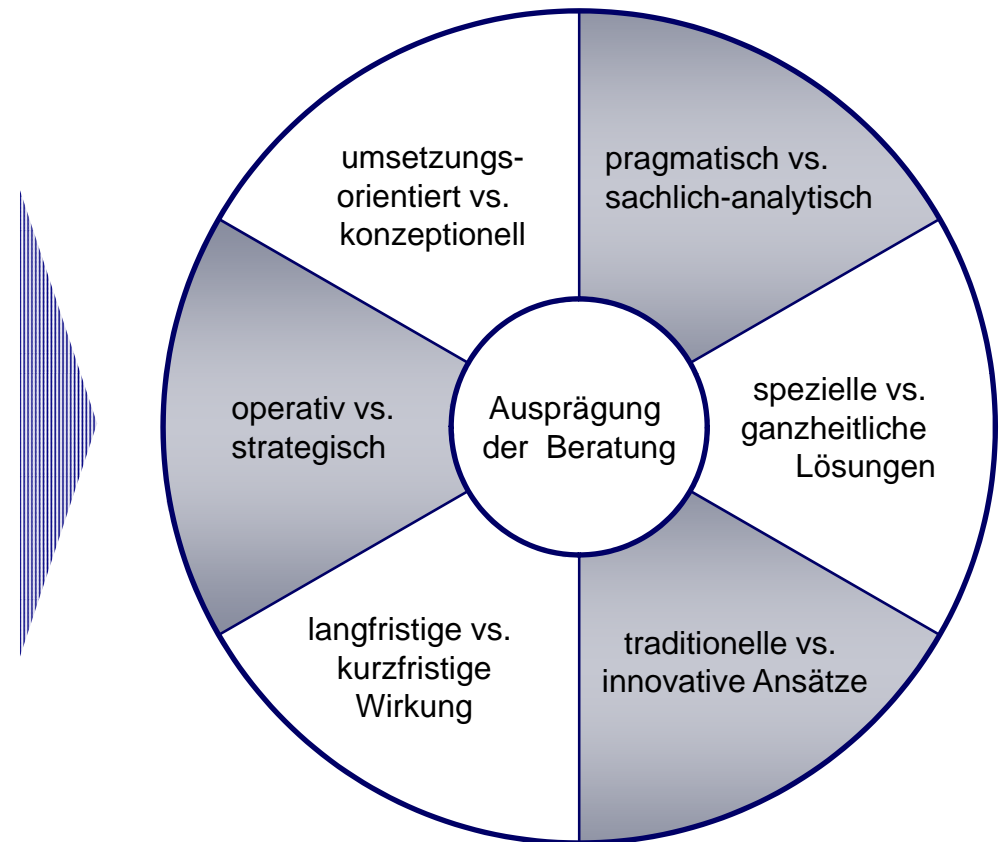 umsetzungs-
orientiert vs.
konzeptionell
pragmatisch vs.
sachlich-analytisch
operativ vs.
strategisch
Ausprägung
der Beratung
spezielle vs.
ganzheitliche
Lösungen
langfristige vs.
kurzfristige
Wirkung
traditionelle vs.
innovative Ansätze